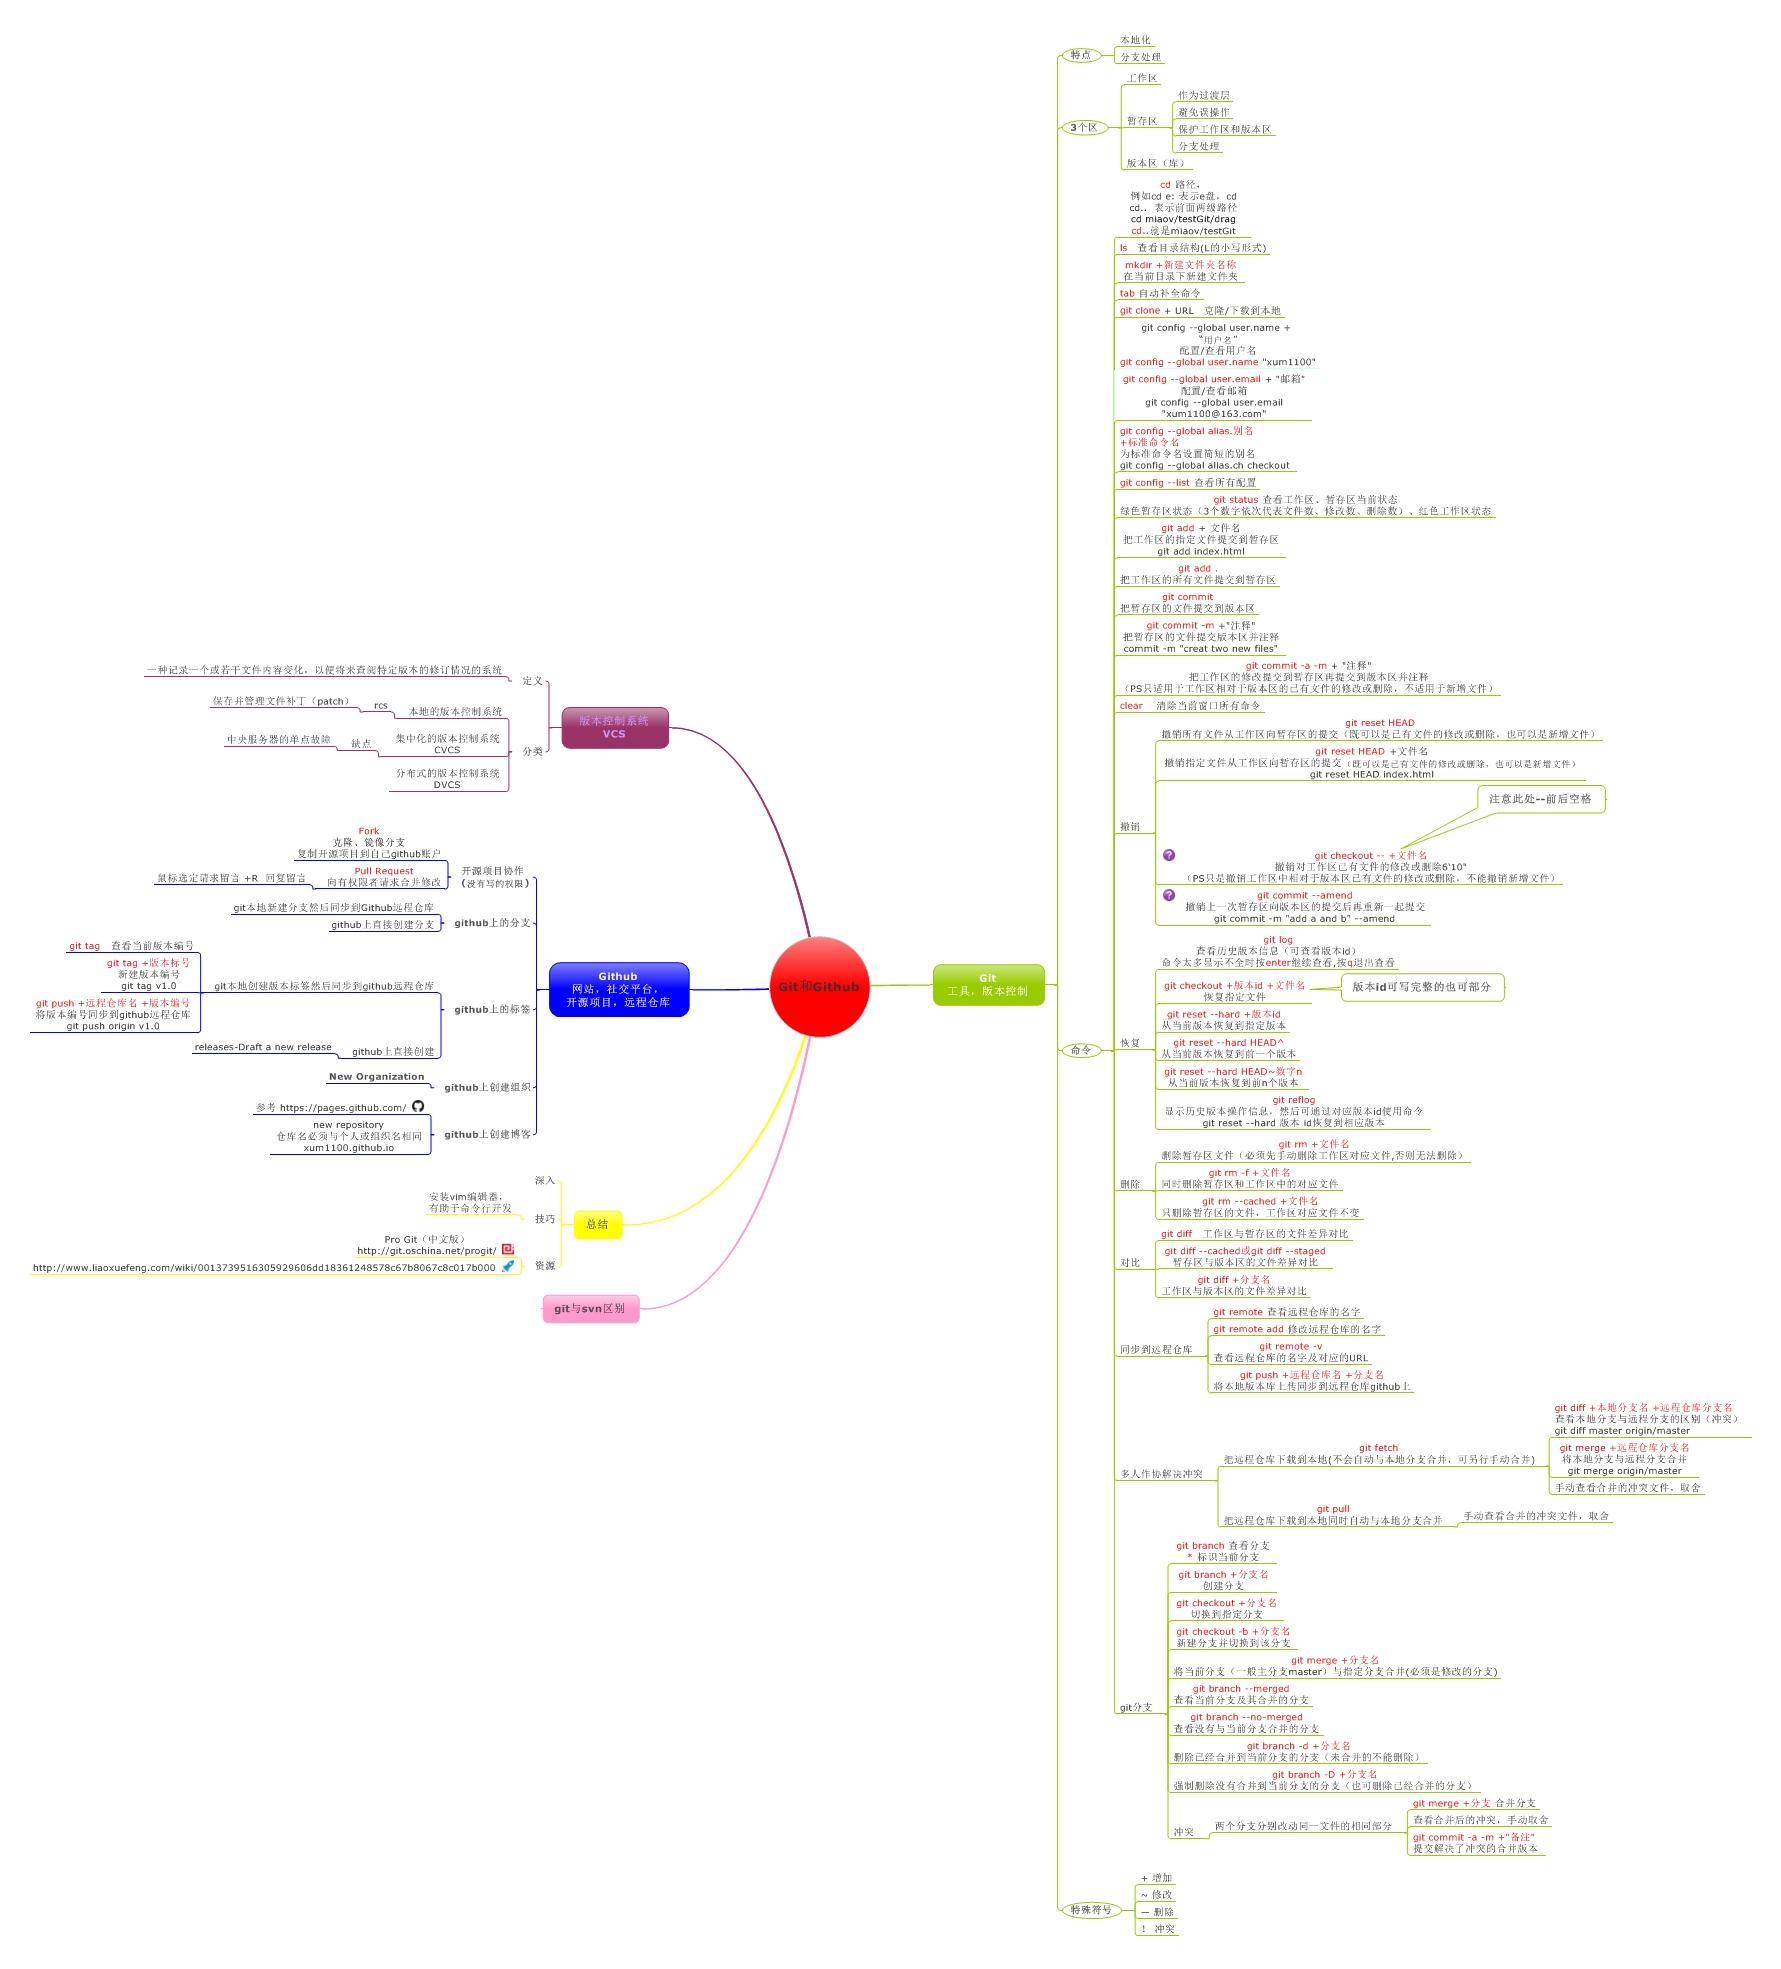 Git和Github
版本控制系统
VCS
定义
一种记录一个或若干文件内容变化，以便将来查阅特定版本的修订情况的系统
分类
本地的版本控制系统
rcs
保存并管理文件补丁（patch）
集中化的版本控制系统
CVCS
缺点
中央服务器的单点故障
分布式的版本控制系统
DVCS
Github
网站，社交平台，
开源项目，远程仓库
开源项目协作
(没有写的权限)
Fork
克隆、镜像分支
复制开源项目到自己github账户
Pull Request
向有权限者请求合并修改
鼠标选定请求留言 +R 回复留言
github上的分支
git本地新建分支然后同步到Github远程仓库
github上直接创建分支
github上的标签
git本地创建版本标签然后同步到github远程仓库
git tag 查看当前版本编号
git tag +版本标号
新建版本编号
git tag v1.0
git push +远程仓库名 +版本编号
将版本编号同步到github远程仓库
git push origin v1.0
github上直接创建
releases-Draft a new release
github上创建组织
New Organization
github上创建博客
参考 https://pages.github.com/
new repository
仓库名必须与个人或组织名相同
xum1100.github.io
总结
深入
技巧
安装vim编辑器，
有助于命令行开发
资源
Pro Git（中文版）
http://git.oschina.net/progit/
http://www.liaoxuefeng.com/wiki/0013739516305929606dd18361248578c67b8067c8c017b000
git与svn区别
Git
工具，版本控制
特点
本地化
分支处理
3个区
工作区
暂存区
作为过渡层
避免误操作
保护工作区和版本区
分支处理
版本区（库）
命令
cd 路径，
例如cd e: 表示e盘，cd
cd.. 表示前面两级路径
cd miaov/testGit/drag
cd..就是miaov/testGit
ls 查看目录结构(L的小写形式)
mkdir +新建文件夹名称
在当前目录下新建文件夹
tab 自动补全命令
git clone + URL 克隆/下载到本地
git config --global user.name +
“用户名”
配置/查看用户名
git config --global user.name "xum1100"
git config --global user.email + "邮箱"
配置/查看邮箱
git config --global user.email
"xum1100@163.com"
git config --global alias.别名
+标准命令名
为标准命令名设置简短的别名
git config --global alias.ch checkout
git config --list 查看所有配置
git status 查看工作区、暂存区当前状态
绿色暂存区状态（3个数字依次代表文件数、修改数、删除数）、红色工作区状态
git add + 文件名
把工作区的指定文件提交到暂存区
git add index.html
git add .
把工作区的所有文件提交到暂存区
git commit
把暂存区的文件提交到版本区
git commit -m +"注释"
把暂存区的文件提交版本区并注释
commit -m "creat two new files"
git commit -a -m + "注释"
把工作区的修改提交到暂存区再提交到版本区并注释
（PS只适用于工作区相对于版本区的已有文件的修改或删除，不适用于新增文件）
clear 清除当前窗口所有命令
撤销
git reset HEAD
撤销所有文件从工作区向暂存区的提交（既可以是已有文件的修改或删除，也可以是新增文件）
git reset HEAD +文件名
撤销指定文件从工作区向暂存区的提交（既可以是已有文件的修改或删除，也可以是新增文件）
git reset HEAD index.html
注意此处--前后空格
git checkout -- +文件名
撤销对工作区已有文件的修改或删除6'10"
（PS只是撤销工作区中相对于版本区已有文件的修改或删除，不能撤销新增文件）
git commit --amend
撤销上一次暂存区向版本区的提交后再重新一起提交
git commit -m "add a and b" --amend
恢复
git log
查看历史版本信息（可查看版本id）
命令太多显示不全时按enter继续查看,按q退出查看
git checkout +版本id +文件名
恢复指定文件
版本id可写完整的也可部分
git reset --hard +版本id
从当前版本恢复到指定版本
git reset --hard HEAD^
从当前版本恢复到前一个版本
git reset --hard HEAD~数字n
从当前版本恢复到前n个版本
git reflog
显示历史版本操作信息，然后可通过对应版本id使用命令
git reset --hard 版本 id恢复到相应版本
删除
git rm +文件名
删除暂存区文件（必须先手动删除工作区对应文件,否则无法删除）
git rm -f +文件名
同时删除暂存区和工作区中的对应文件
git rm --cached +文件名
只删除暂存区的文件，工作区对应文件不变
对比
git diff 工作区与暂存区的文件差异对比
git diff --cached或git diff --staged
暂存区与版本区的文件差异对比
git diff +分支名
工作区与版本区的文件差异对比
同步到远程仓库
git remote 查看远程仓库的名字
git remote add 修改远程仓库的名字
git remote -v
查看远程仓库的名字及对应的URL
git push +远程仓库名 +分支名
将本地版本库上传同步到远程仓库github上
多人作协解决冲突
git fetch
把远程仓库下载到本地(不会自动与本地分支合并，可另行手动合并)
git diff +本地分支名 +远程仓库分支名
查看本地分支与远程分支的区别（冲突）
git diff master origin/master
git merge +远程仓库分支名
将本地分支与远程分支合并
git merge origin/master
手动查看合并的冲突文件，取舍
git pull
把远程仓库下载到本地同时自动与本地分支合并
手动查看合并的冲突文件，取舍
git分支
git branch 查看分支
* 标识当前分支
git branch +分支名
创建分支
git checkout +分支名
切换到指定分支
git checkout -b +分支名
新建分支并切换到该分支
git merge +分支名
将当前分支（一般主分支master）与指定分支合并(必须是修改的分支)
git branch --merged
查看当前分支及其合并的分支
git branch --no-merged
查看没有与当前分支合并的分支
git branch -d +分支名
删除已经合并到当前分支的分支（未合并的不能删除）
git branch -D +分支名
强制删除没有合并到当前分支的分支（也可删除已经合并的分支）
冲突
两个分支分别改动同一文件的相同部分
git merge +分支 合并分支
查看合并后的冲突，手动取舍
git commit -a -m +"备注"
提交解决了冲突的合并版本
特殊符号
+ 增加
~ 修改
— 删除
！ 冲突